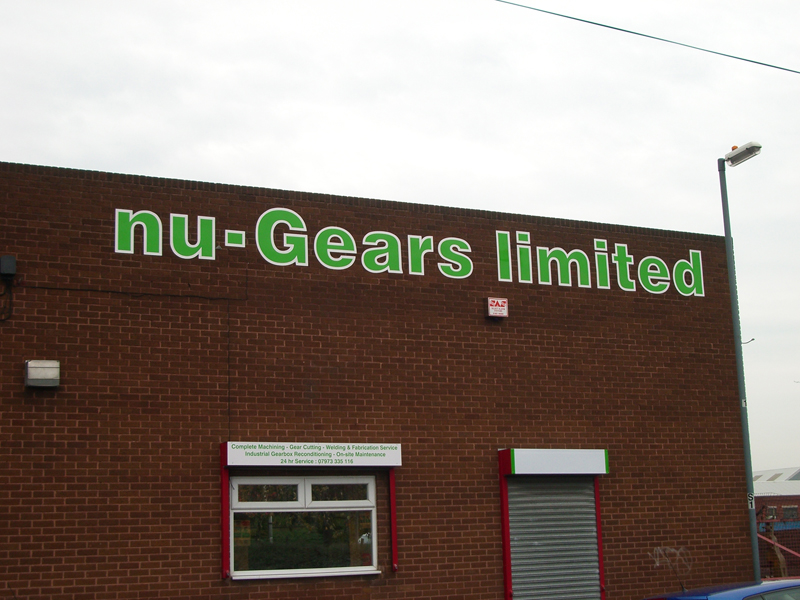 nu-Gears limited
Complete Machining - Gear Cutting - Welding & Fabrication Service
Industrial Gearbox Reconditioning - On-site Maintenance
24 hr Service : 07973 335 116
S
1